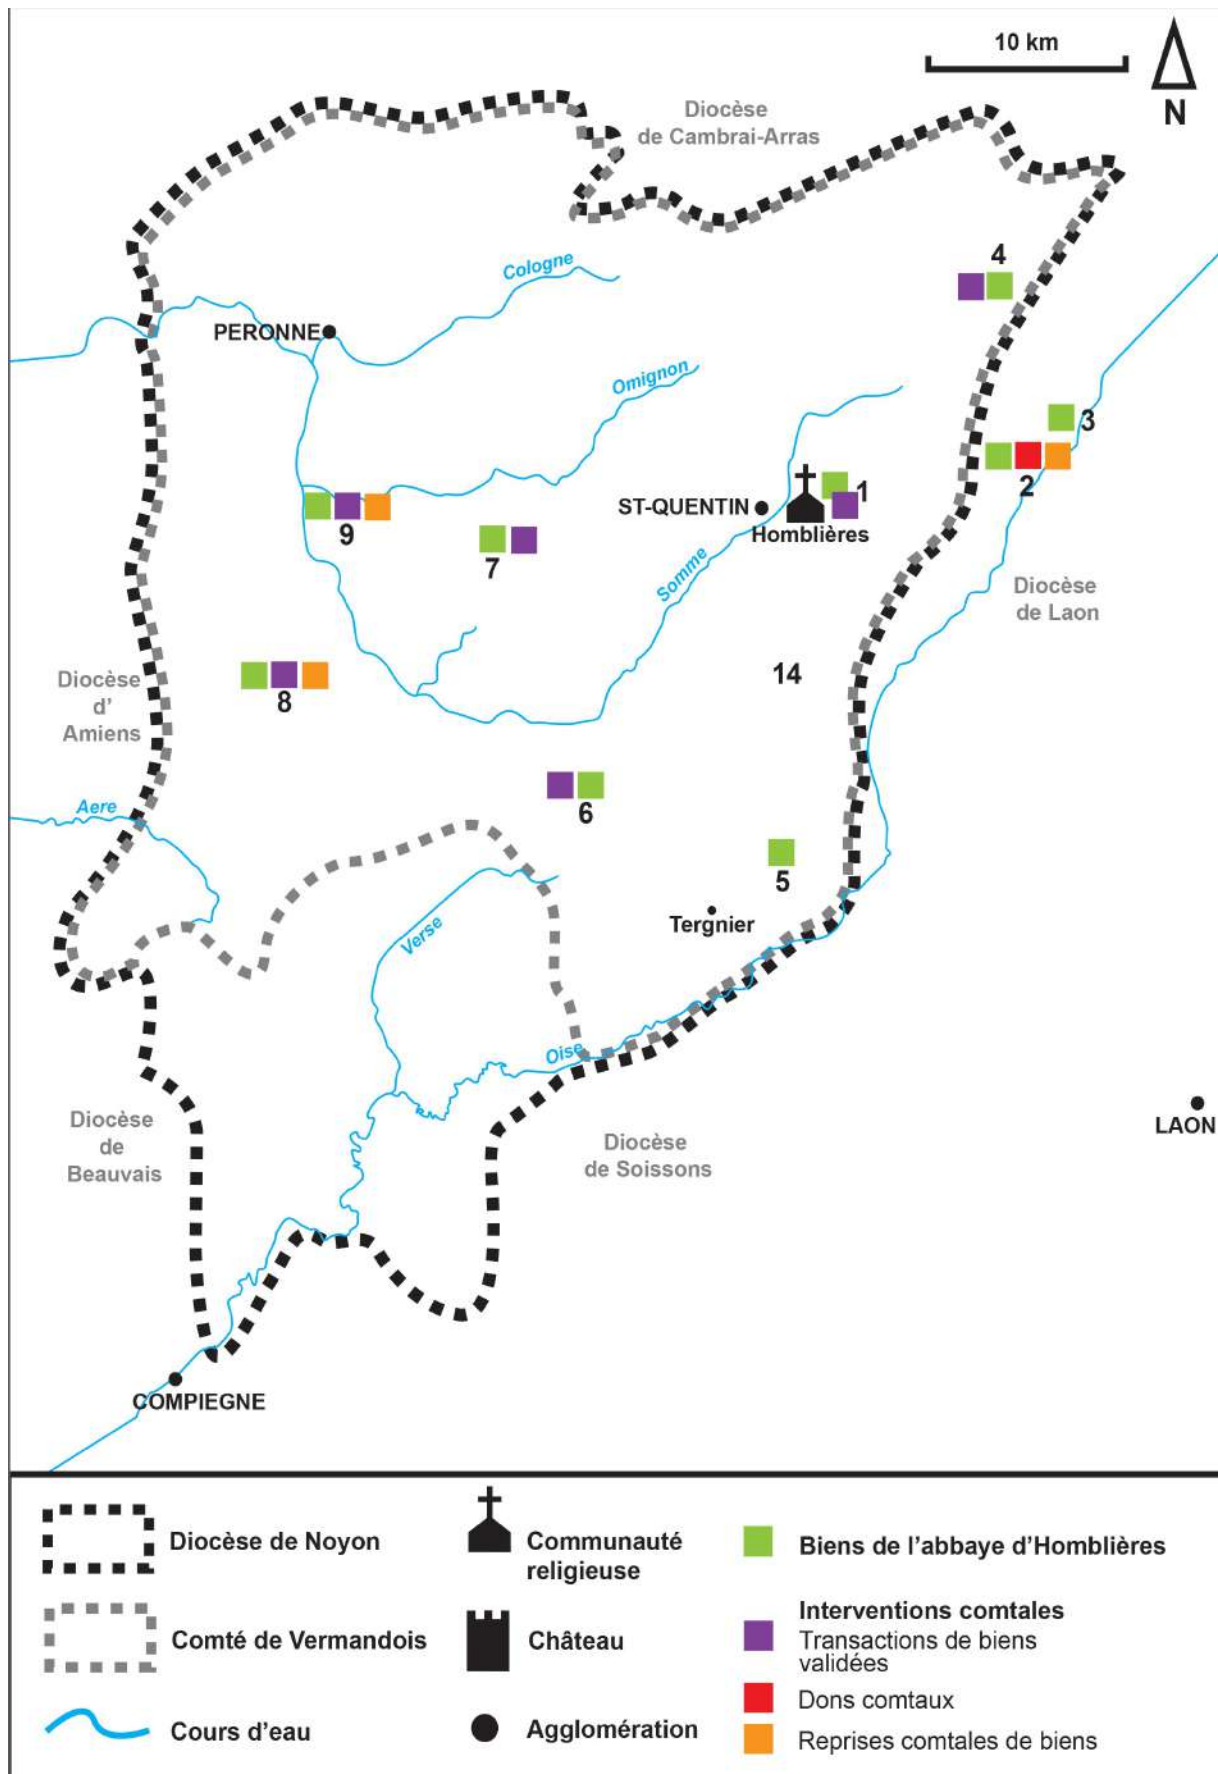 10 km
N
Diocèse
de Cambrai-Arras
4
Cologne
PERONNE
Omignon
3
2
1
ST-QUENTIN
Homblières
9
7
Somme
Diocèse
de Laon
14
Diocèse
d'
Amiens
8
Aere
6
5
Tergnier
Verse
Oise
Diocèse
de
Beauvais
Diocèse
de Soissons
LAON
COMPIEGNE
Diocèse de Noyon
Comté de Vermandois
Cours d'eau
Communauté
religieuse
Château
Agglomération
Biens de l'abbaye d'Homblières
Interventions comtales
Transactions de biens
validées
Dons comtaux
Reprises comtales de biens